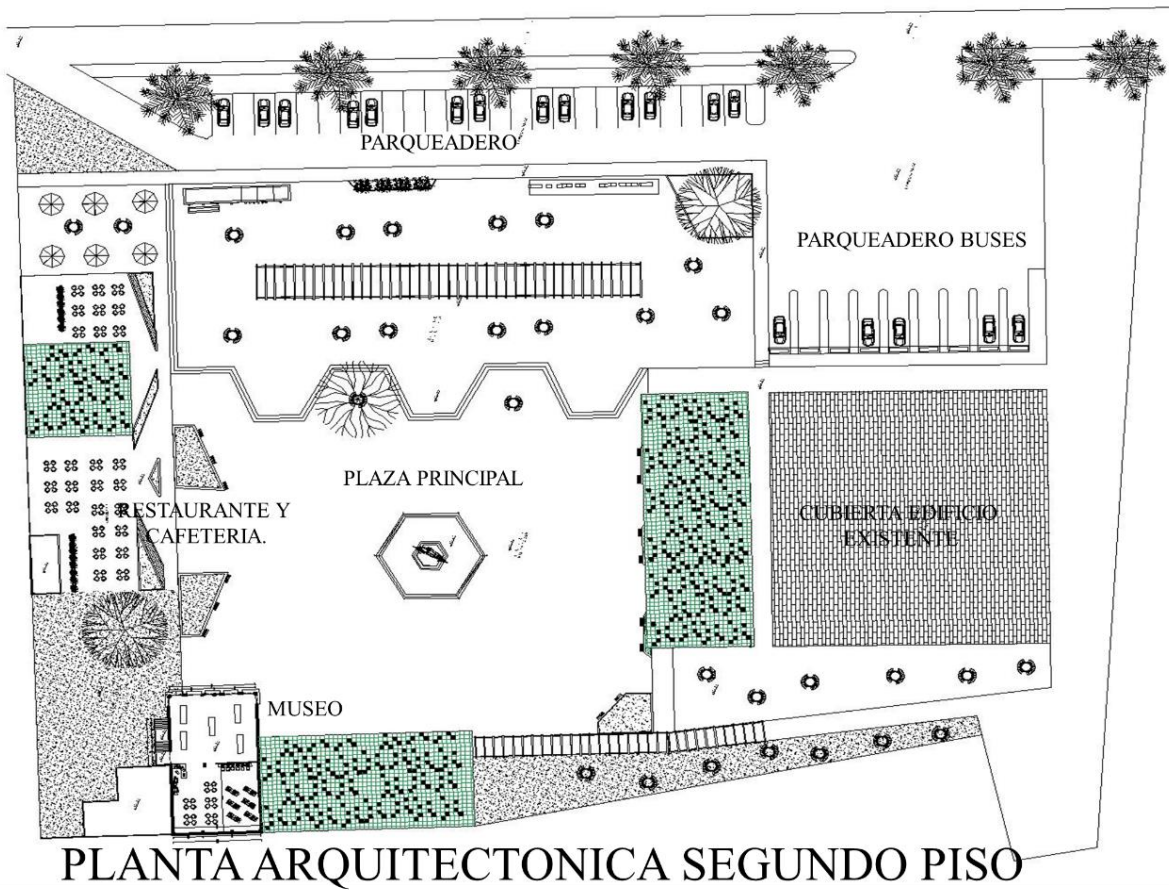 PARQUEADERO
PARQUEADERO BUSES
PLAZA PRINCIPAL
RESTAURANTE Y
CAFETERIA.
CUBIERTA EDIFICIO
EXISTENTE
MUSEO
PLANTA ARQUITECTONICA SEGUNDO PISO